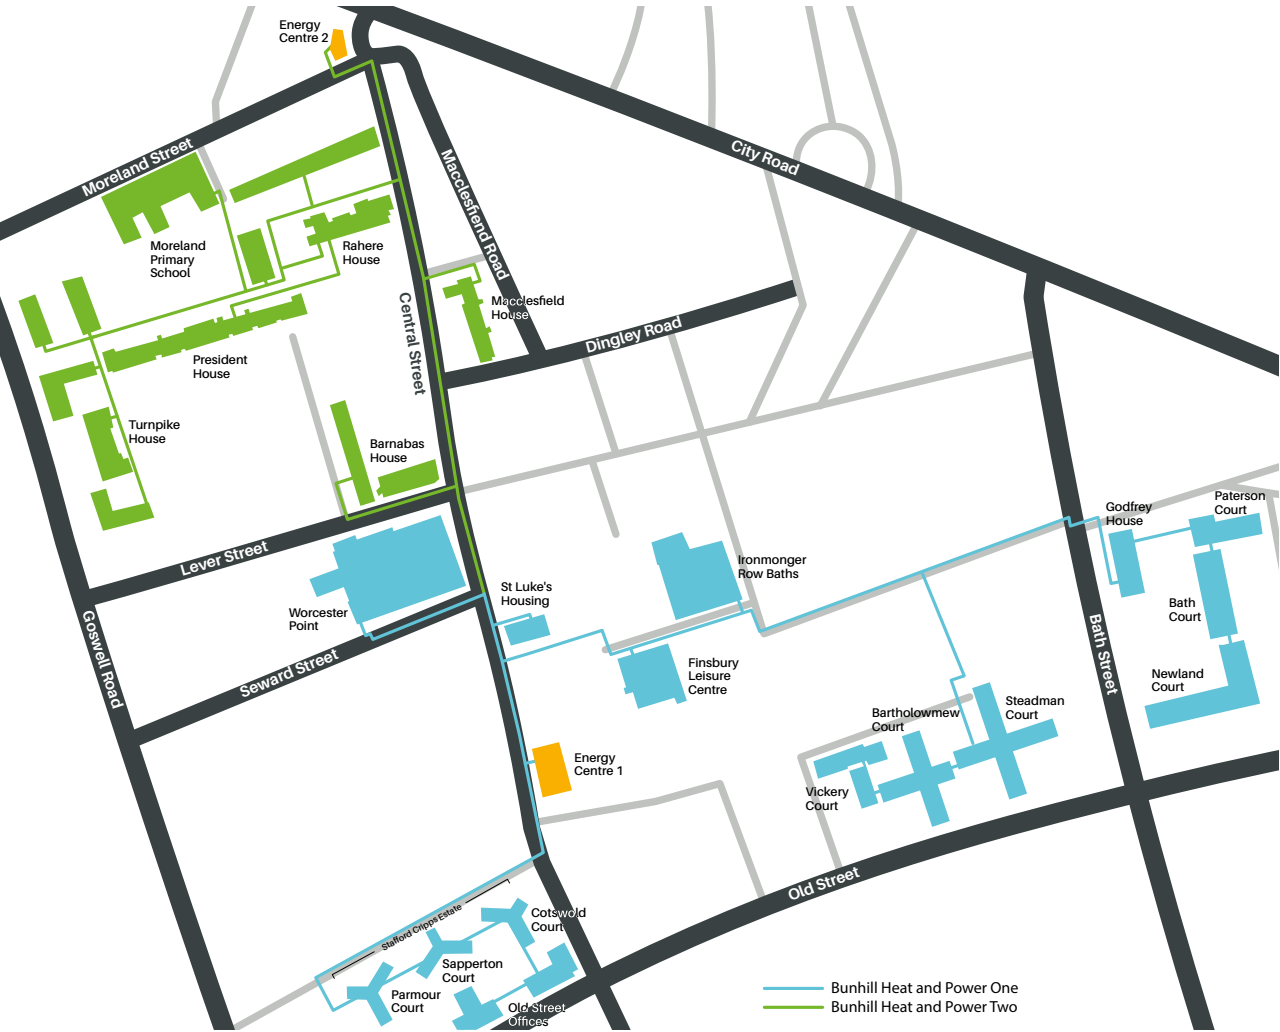 Energy
Centre 2
City Road
Moreland Street
Macclesfiend Road
Moreland
Primary
School
Rahere
House
Central Street
Macclesfield
House
Dingley Road
President
House
Turnpike
House
Barnabas
House
Lever Street
Godfrey
House
Paterson
Court
Ironmonger
Row Baths
St Luke's
Housing
Worcester
Point
Bath
Court
Goswell Road
Seward Street
Bath Street
Finsbury
Leisure
Centre
Newland
Court
Steadman
Court
Bartholowmew
Court
Energy
Centre 1
Vickery
Court
Old Street
Stafford Cripps Estate
Cotswold
Court
Sapperton
Court
Parmour
Court
Old Street
Offices
Bunhill Heat and Power One
Bunhill Heat and Power Two